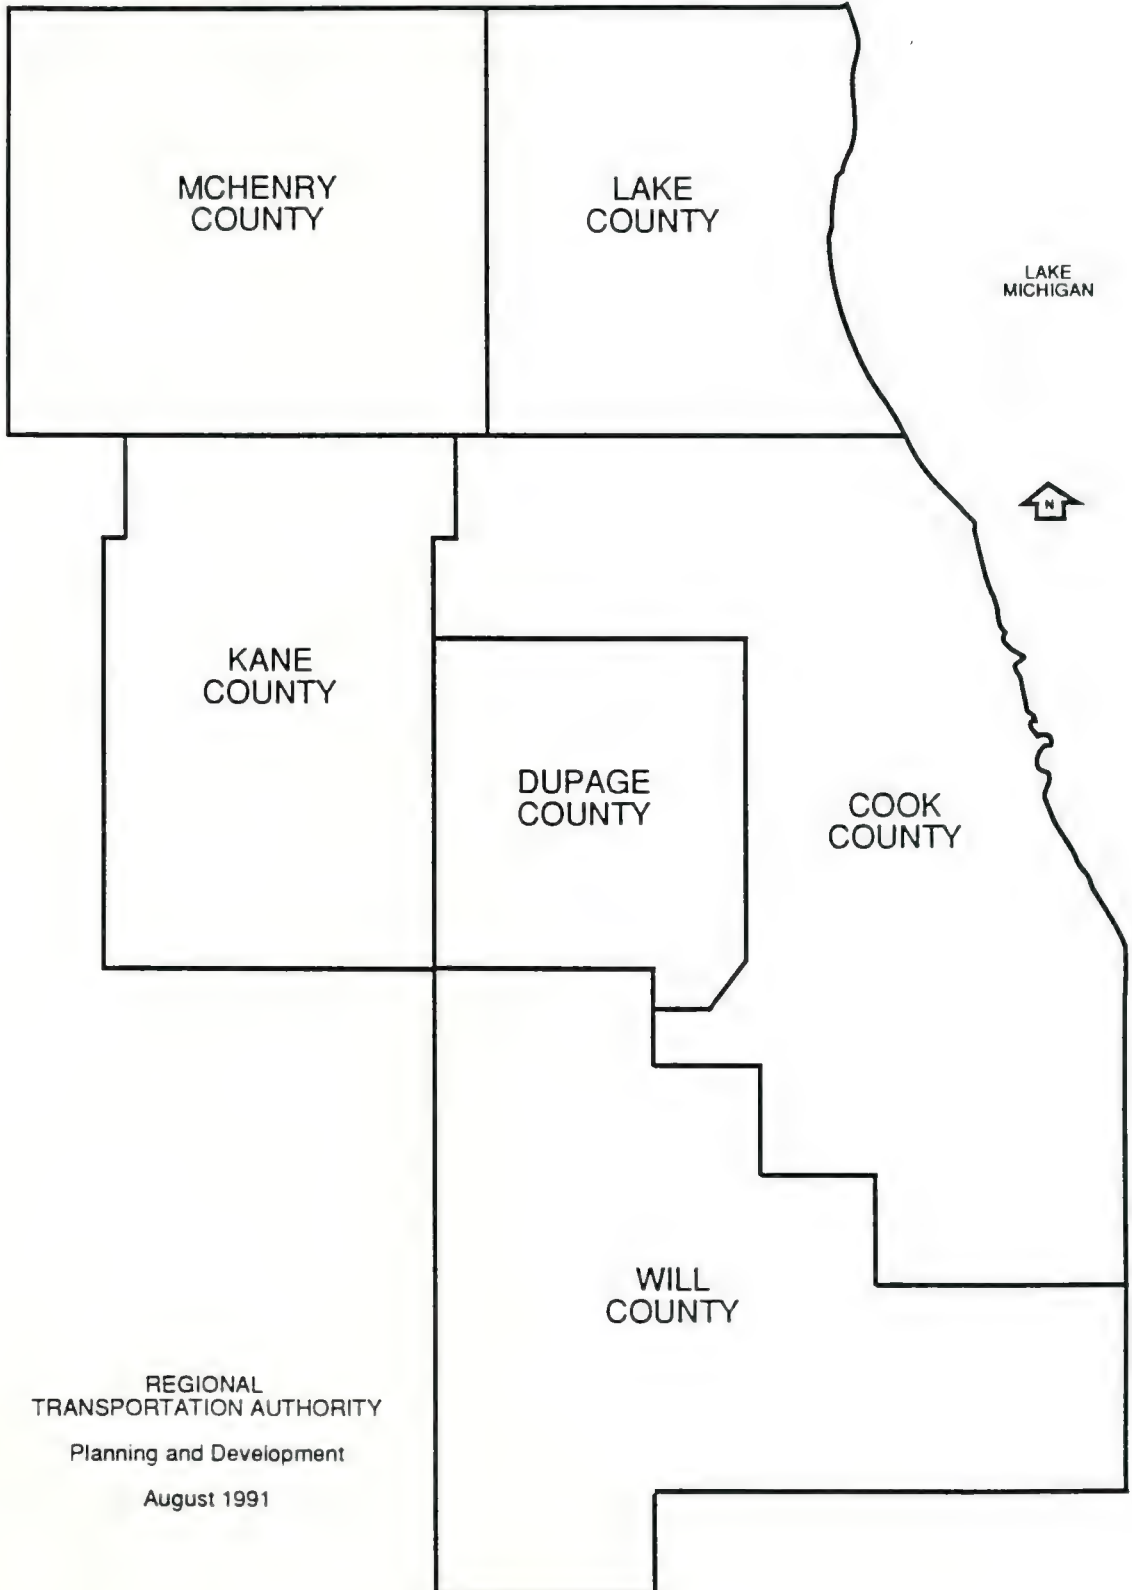 MCHENRY
COUNTY
LAKE
COUNTY
LAKE
MICHIGAN
N
KANE
COUNTY
DUPAGE
COUNTY
COOK
COUNTY
WILL
COUNTY
REGIONAL
TRANSPORTATION AUTHORITY
Planning and Development
August 1991